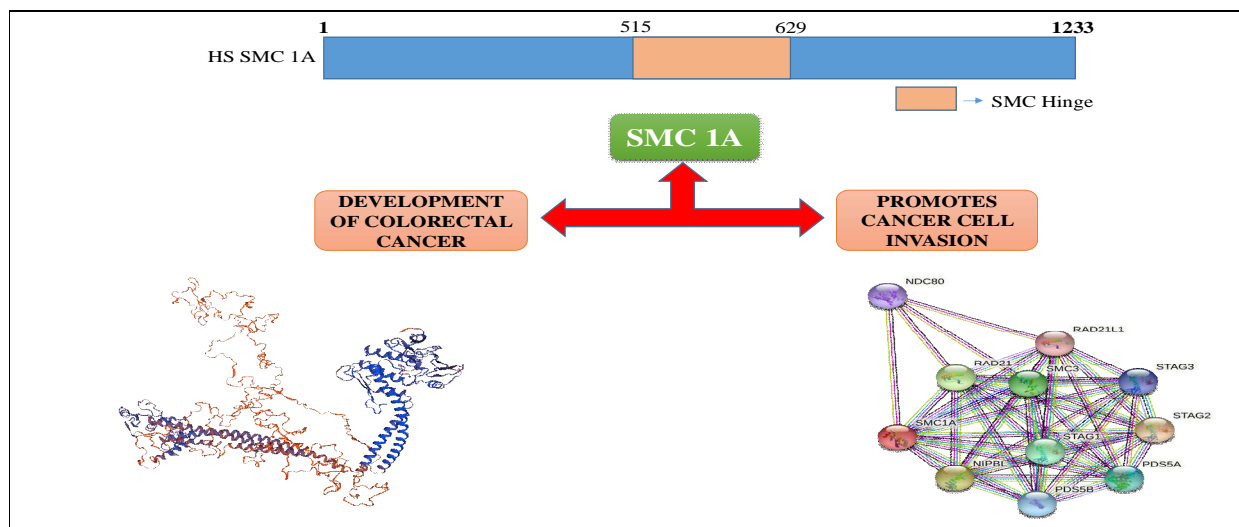 1 515 629 1233
HS SMC 1A
SMC Hinge
SMC 1A
DEVELOPMENT
OF COLORECTAL
CANCER
PROMOTES
CANCER CELL
INVASION
NDC80
RAD21L1
RAD21
SMC3
STAG3
STAG2
SMC1A
STAG1
NIPBL
PDS5A
PDS5B